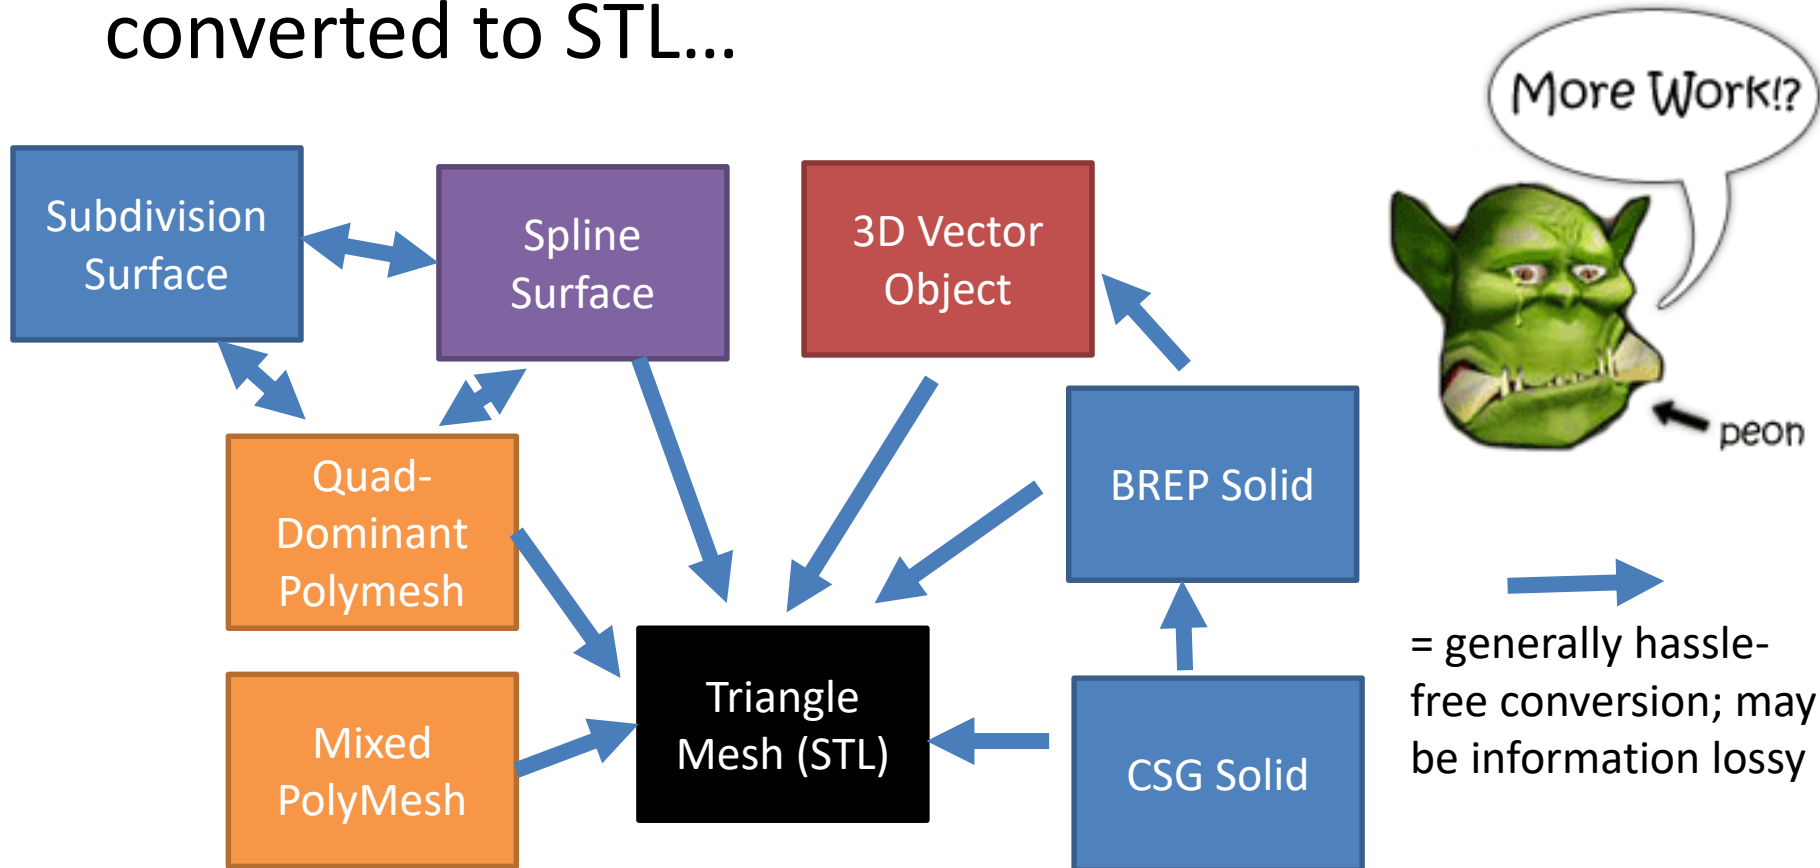 converted to STL...
More Work!?
Subdivision
Surface
Spline
Surface
3D Vector
Object
peon
Quad-
Dominant
Polymesh
BREP Solid
= generally hassle-
free conversion; may
be information lossy
Triangle
Mesh (STL)
Mixed
PolyMesh
CSG Solid